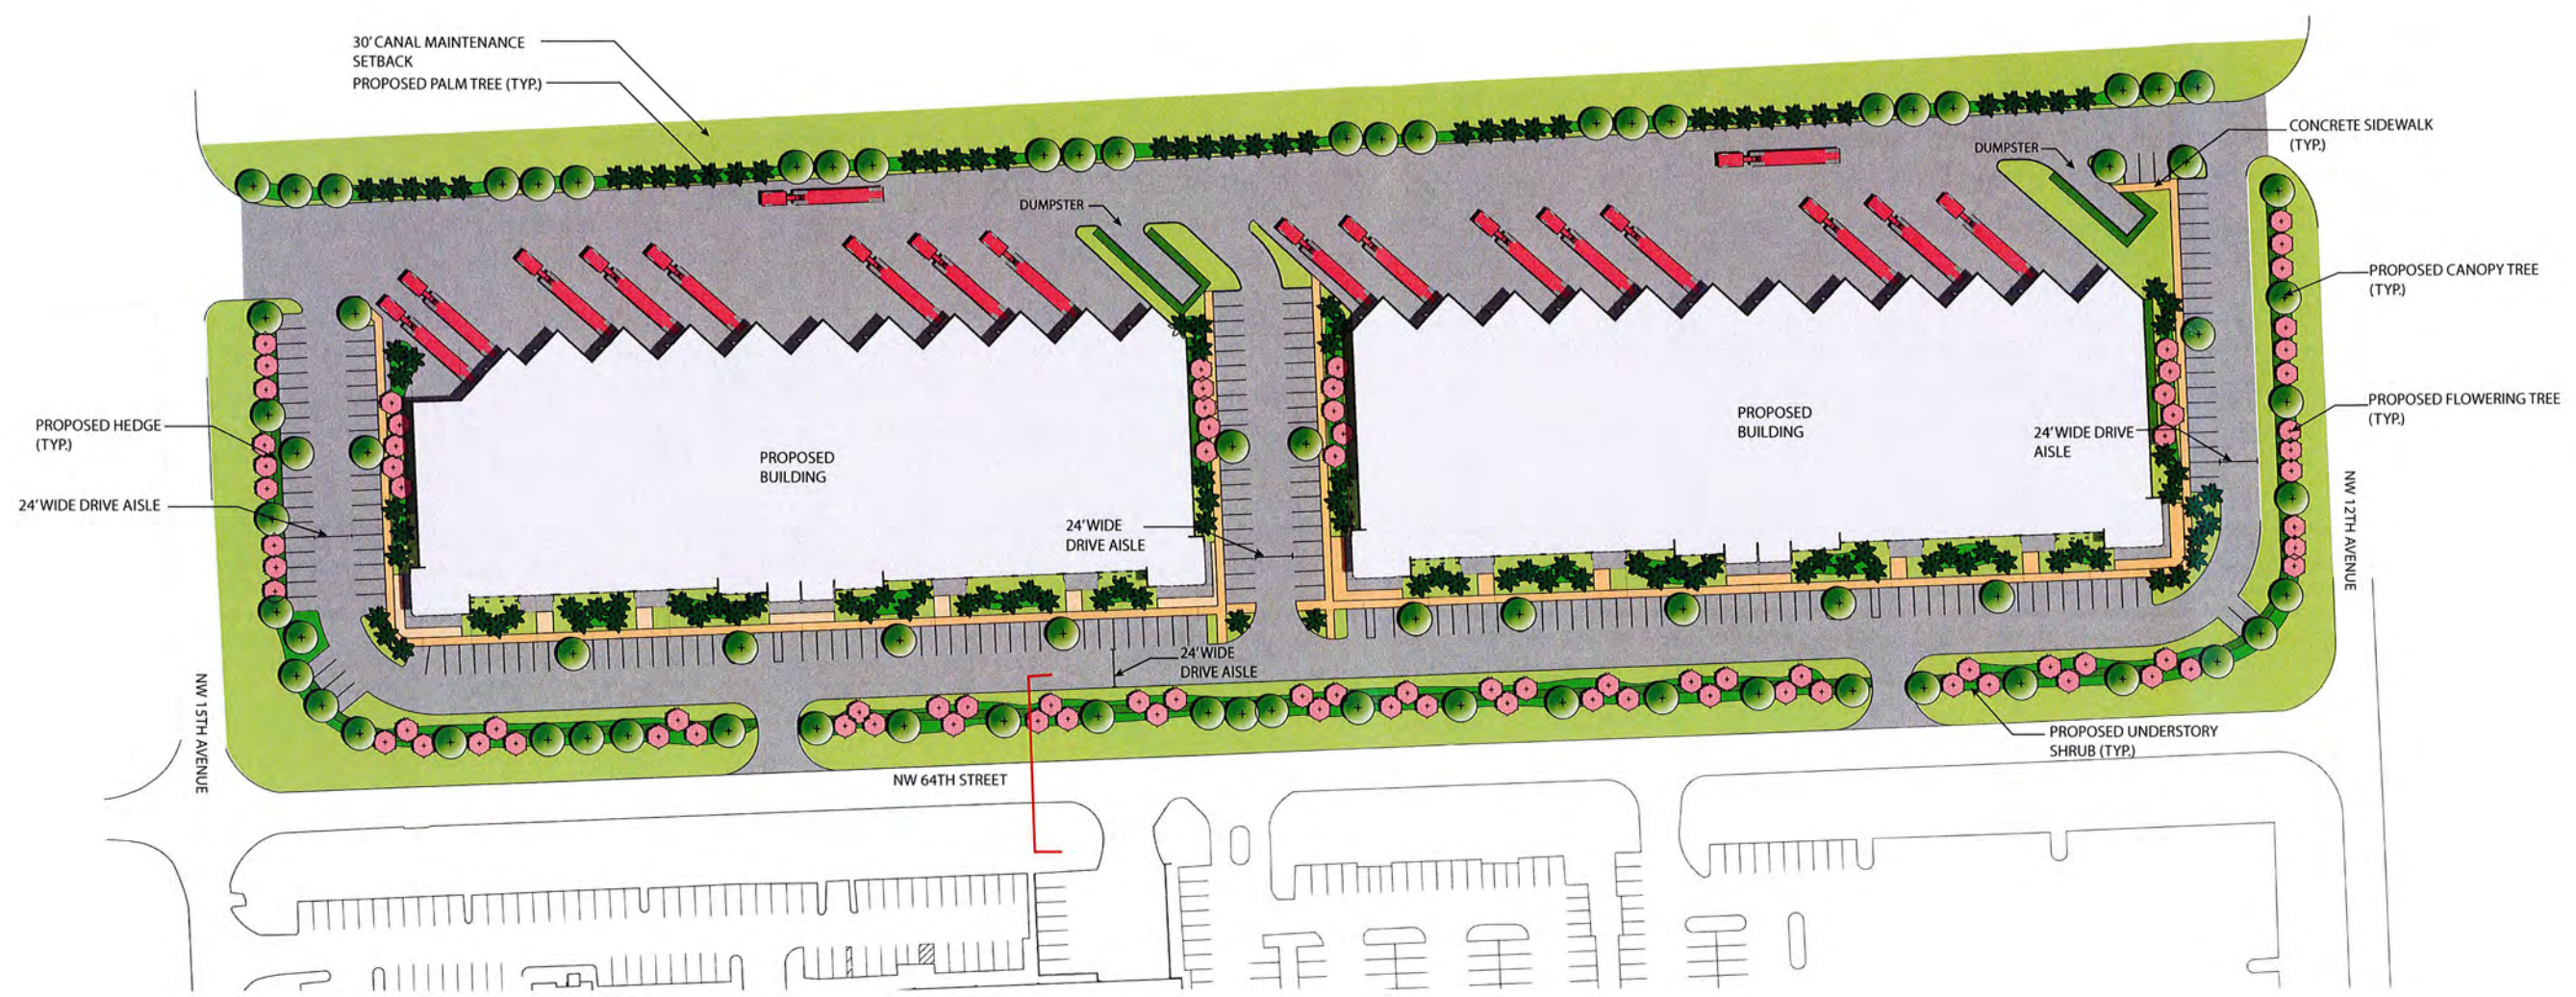 30' CANAL MAINTENANCE
SETBACK
PROPOSED PALM TREE (TYP.)
CONCRETE SIDEWALK
(TYP.)
DUMPSTER
DUMPSTER
PROPOSED CANOPY TREE
(TYP.)
PROPOSED FLOWERING TREE
(TYP.)
PROPOSED HEDGE
(TYP.)
PROPOSED
BUILDING
PROPOSED
BUILDING
24' WIDE DRIVE
AISLE
24' WIDE DRIVE AISLE
24' WIDE
DRIVE AISLE
24' WIDE
DRIVE AISLE
NW 12TH AVENUE
NW 15TH AVENUE
PROPOSED UNDERSTORY
SHRUB (TYP.)
NW 64TH STREET